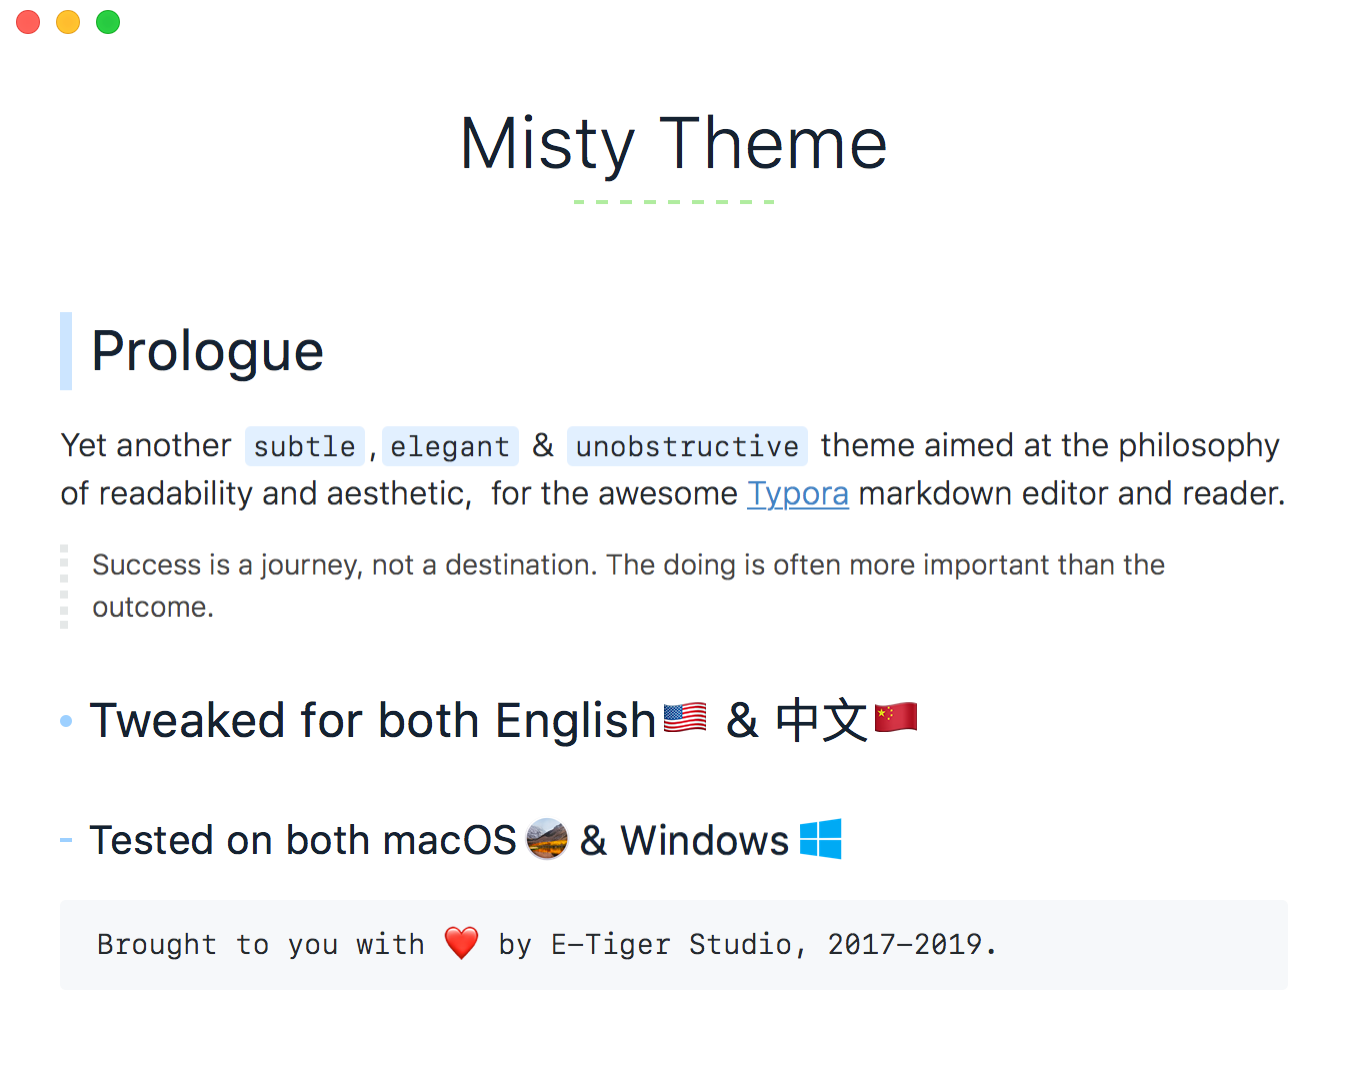 Misty Theme
Prologue
Yet another subtle, elegant & unobstructive theme aimed at the philosophy
of readability and aesthetic, for the awesome Typora markdown editor and reader.
Success is a journey, not a destination. The doing is often more important than the
outcome.
Tweaked for both English🇺🇸 & 中文🇨🇳
Tested on both macOS & Windows
Brought to you with ❤️ by E-Tiger Studio, 2017-2019.